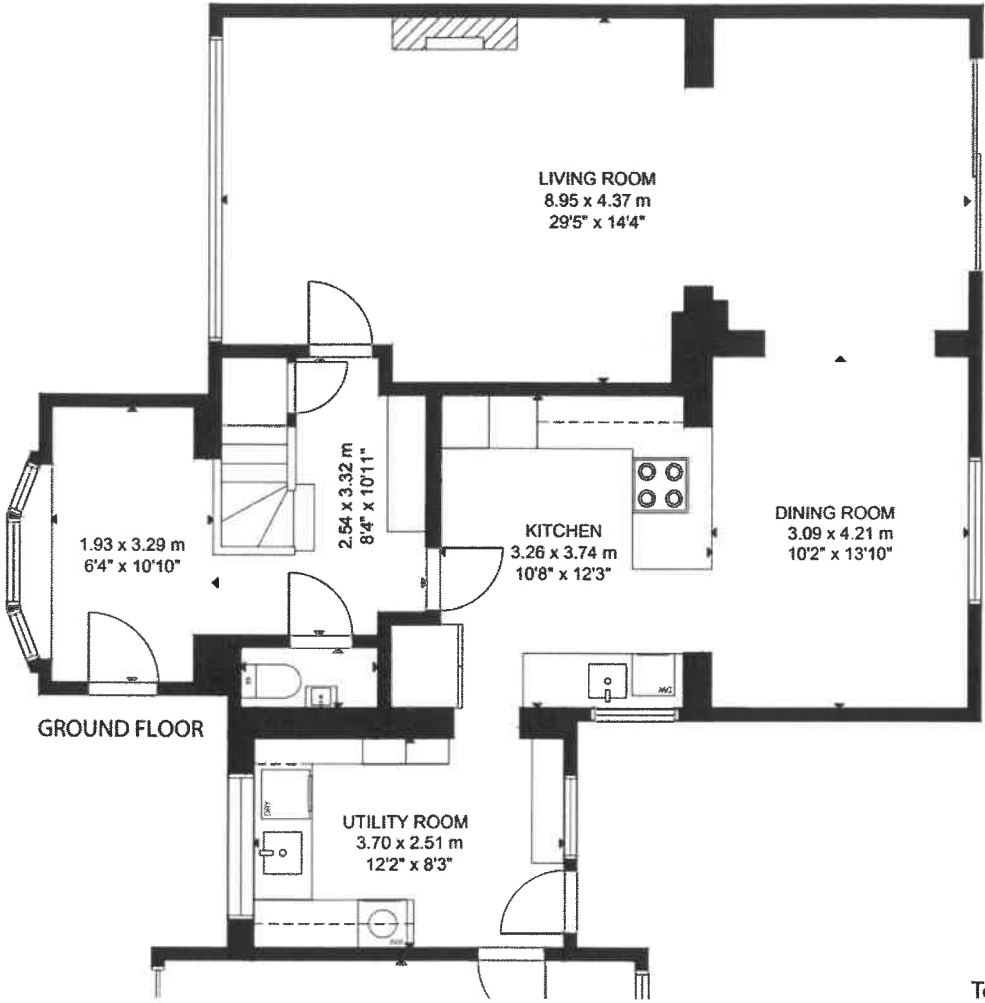 LIVING ROOM
8.95 x 4.37 m
29'5" x 14'4"
2.54 x 3.32 m
8'4" x 10'11"
1.93 x 3.29 m
6'4" x 10'10"
KITCHEN
3.26 x 3.74 m
10'8" x 12'3"
DINING ROOM
3.09 x 4.21 m
10'2" x 13'10"
DW
GROUND FLOOR
DRY
UTILITY ROOM
3.70 x 2.51 m
12'2" x 8'3"